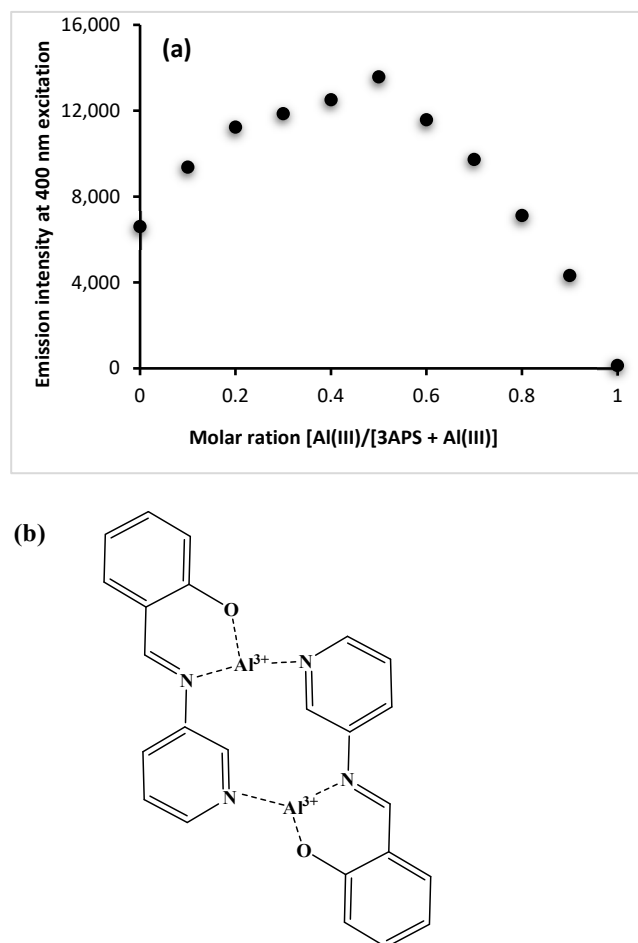 (a)
Emission intensity at 400 nm excitation
16,000
12,000
8,000
4,000
0
0 0.2 0.4 0.6 0.8 1
Molar ration [Al(III)/[3APS + Al(III)]
(b)
O
Al³⁺
N
N
N
Al³⁺
N
O